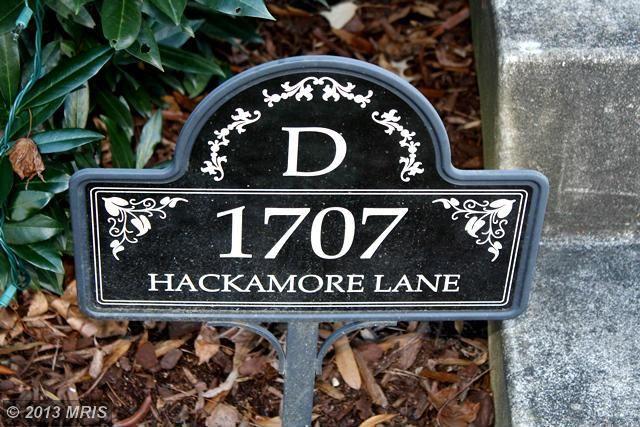 D
1707
HACKAMORE LANE
© 2013 MRIS